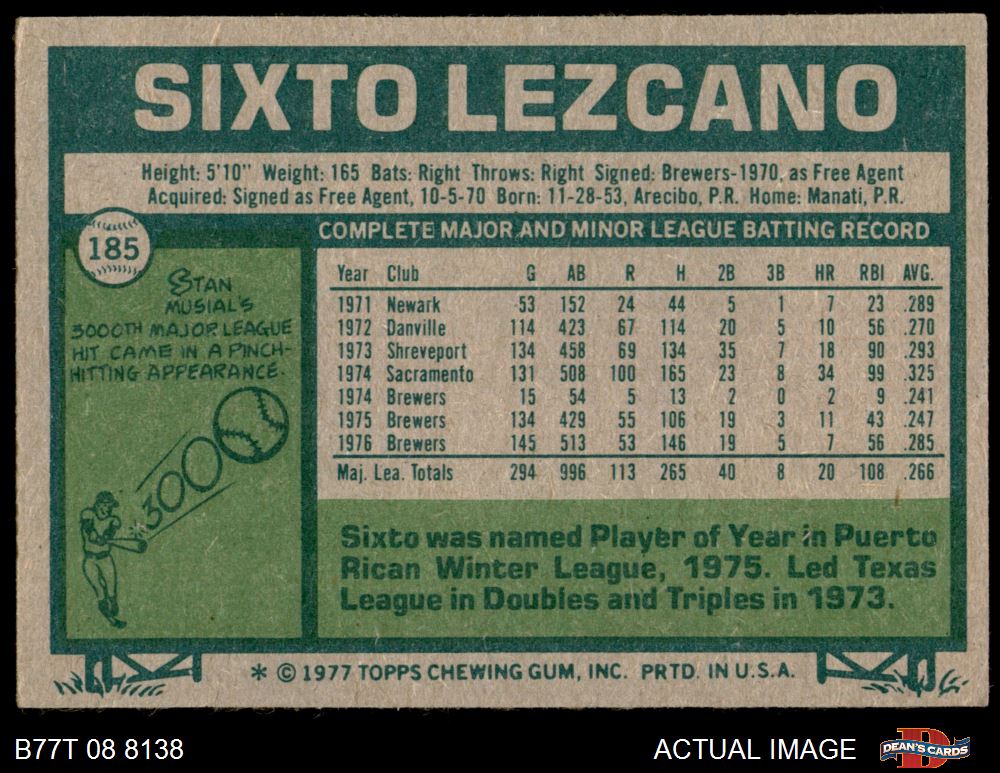 SIXTO LEZCANO
Height: 5'10" Weight: 165 Bats: Right Throws: Right Signed: Brewers-1970, as Free Agent
Acquired: Signed as Free Agent, 10-5-70 Born: 11-28-53, Arecibo, P.R. Home: Manati, P.R.
185
STAN
MUSIAL'S
3000TH MAJOR LEAGUE
HIT CAME IN A PINCH-
HITTING APPEARANCE.
3000
COMPLETE MAJOR AND MINOR LEAGUE BATTING RECORD
Year Club G AB R H 2B 3B HR RBI AVG.
1971 Newark 53 152 24 44 5 1 7 23 .289
1972 Danville 114 423 67 114 20 5 10 56 .270
1973 Shreveport 134 458 69 134 35 7 18 90 .293
1974 Sacramento 131 508 100 165 23 8 34 99 .325
1974 Brewers 15 54 5 13 2 0 2 9 .241
1975 Brewers 134 429 55 106 19 3 11 43 .247
1976 Brewers 145 513 53 146 19 5 7 56 .285
Maj. Lea. Totals 294 996 113 265 40 8 20 108 .266
Sixto was named Player of Year in Puerto
Rican Winter League, 1975. Led Texas
League in Doubles and Triples in 1973.
* © 1977 TOPPS CHEWING GUM, INC. PRTD. IN U.S.A.
B77T 08 8138
ACTUAL IMAGE
DEAN'S CARDS